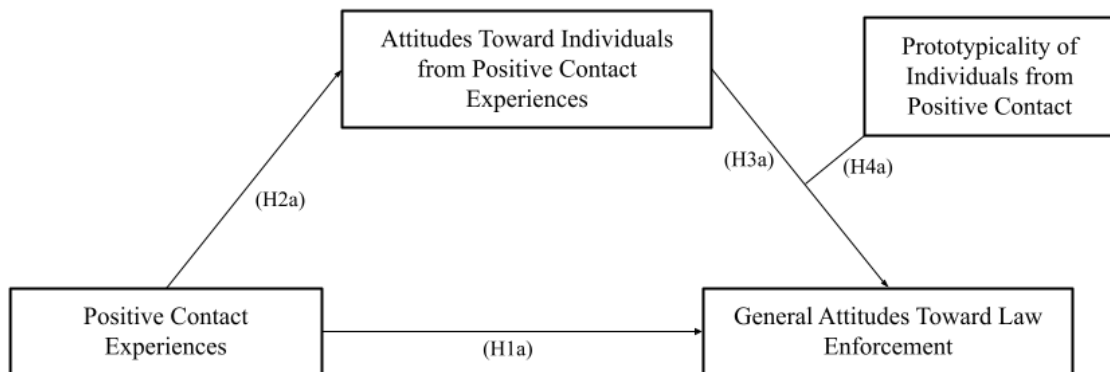 Attitudes Toward Individuals
from Positive Contact
Experiences
Prototypicality of
Individuals from
Positive Contact
(H3a)
(H4a)
(H2a)
Positive Contact
Experiences
(H1a)
General Attitudes Toward Law
Enforcement